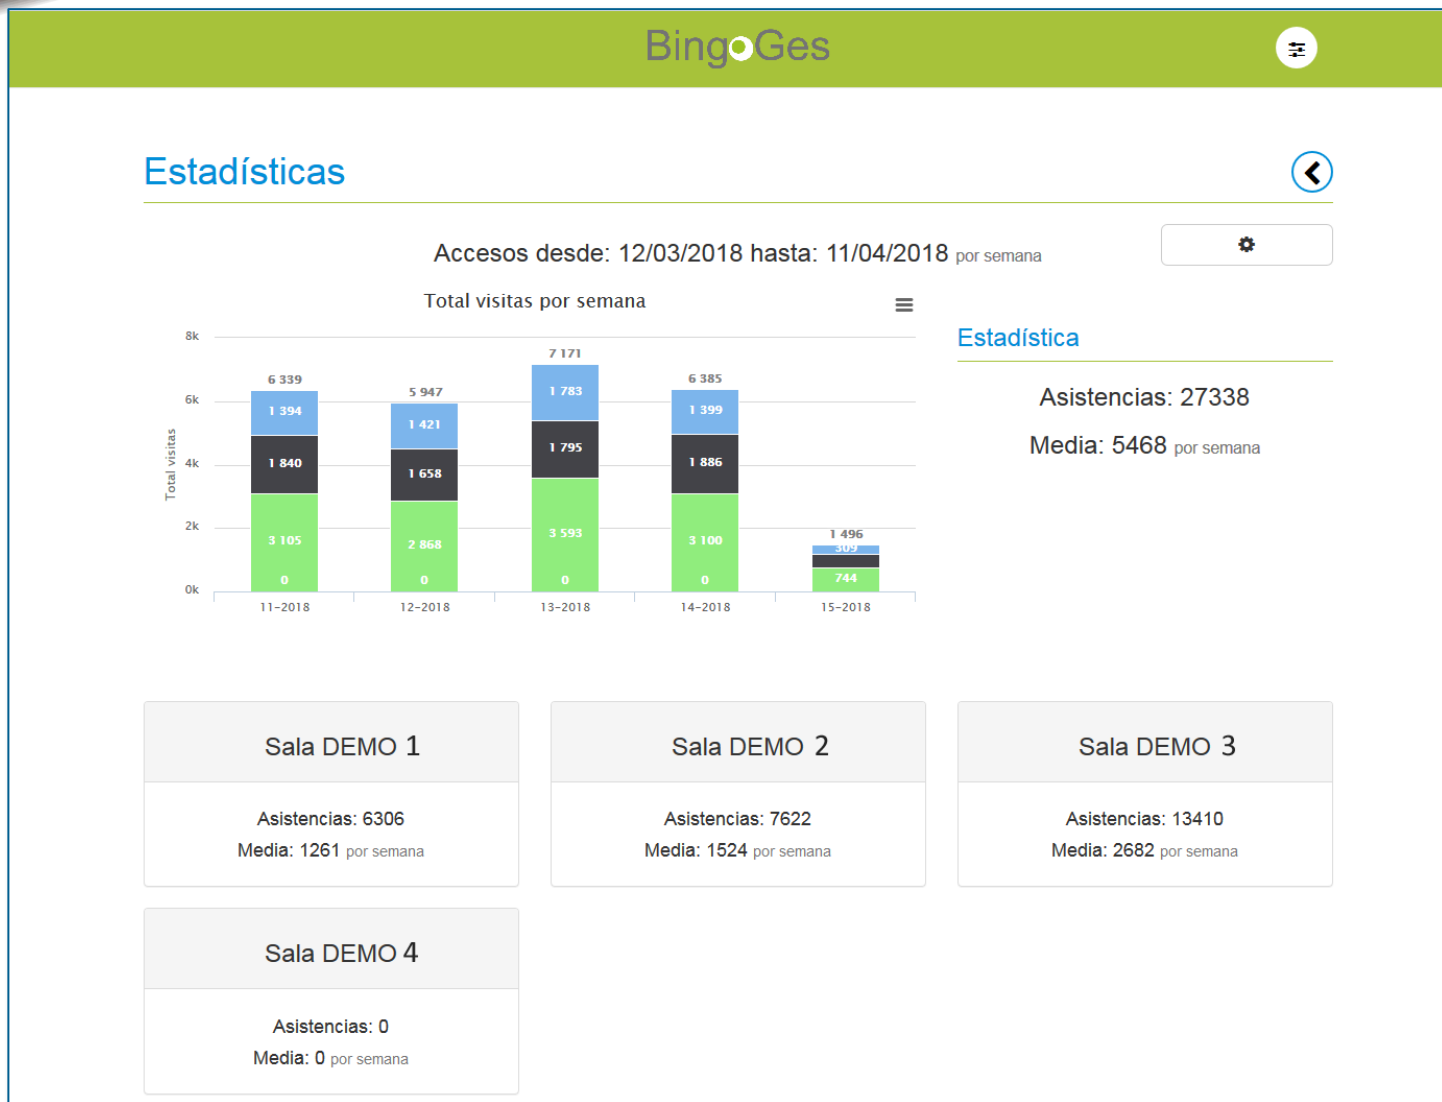 BingoGes
Estadísticas
Accesos desde: 12/03/2018 hasta: 11/04/2018 por semana
Total visitas por semana
Total visitas
8k
6k
4k
2k
0k
6 339
1 394
1 840
3 105
0
5 947
1 421
1 658
2 868
0
7 171
1 783
1 795
3 593
0
6 385
1 399
1 886
3 100
0
1 496
309
744
11-2018
12-2018
13-2018
14-2018
15-2018
Estadística
Asistencias: 27338
Media: 5468 por semana
Sala DEMO 1
Asistencias: 6306
Media: 1261 por semana
Sala DEMO 2
Asistencias: 7622
Media: 1524 por semana
Sala DEMO 3
Asistencias: 13410
Media: 2682 por semana
Sala DEMO 4
Asistencias: 0
Media: 0 por semana